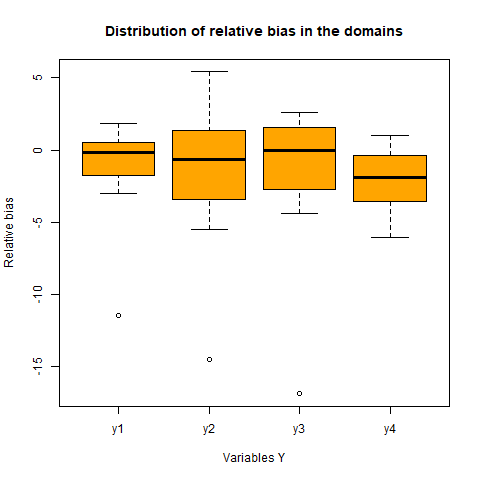 Distribution of relative bias in the domains
Relative bias
5
0
-5
-10
-15
y1 y2 y3 y4
Variables Y